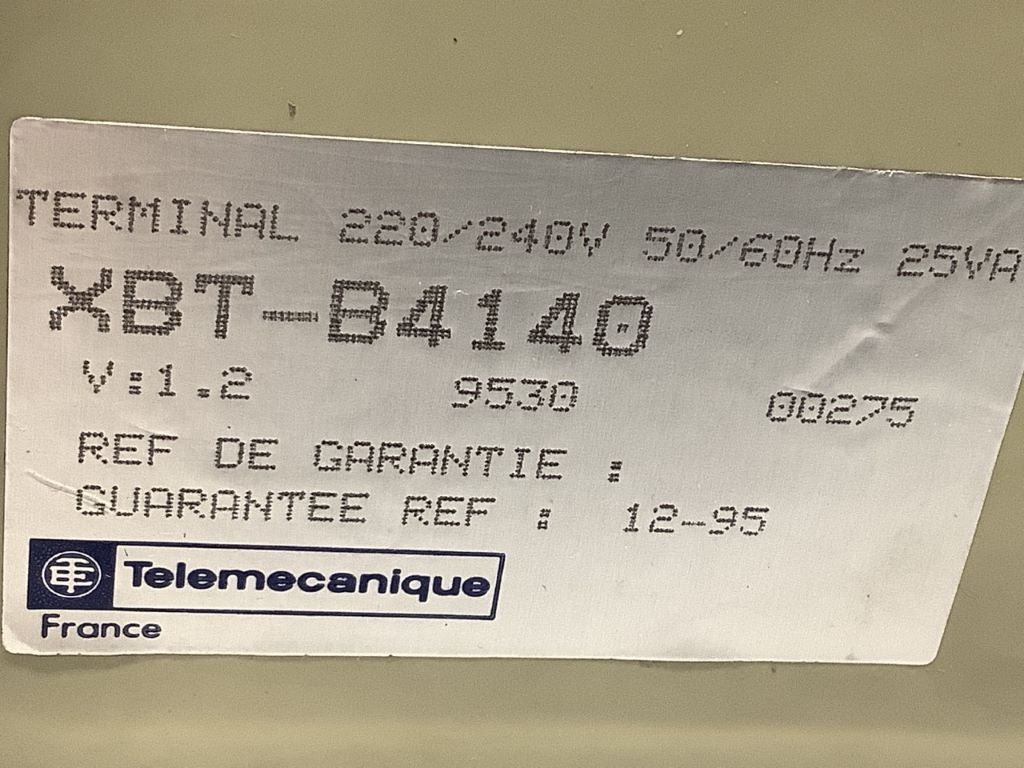 TERMINAL 220/240V 50/60Hz 25VA
XBT-B4140
V:1.2 9530 00275
REF DE GARANTIE :
GUARANTEE REF : 12-95
Telemecanique
France